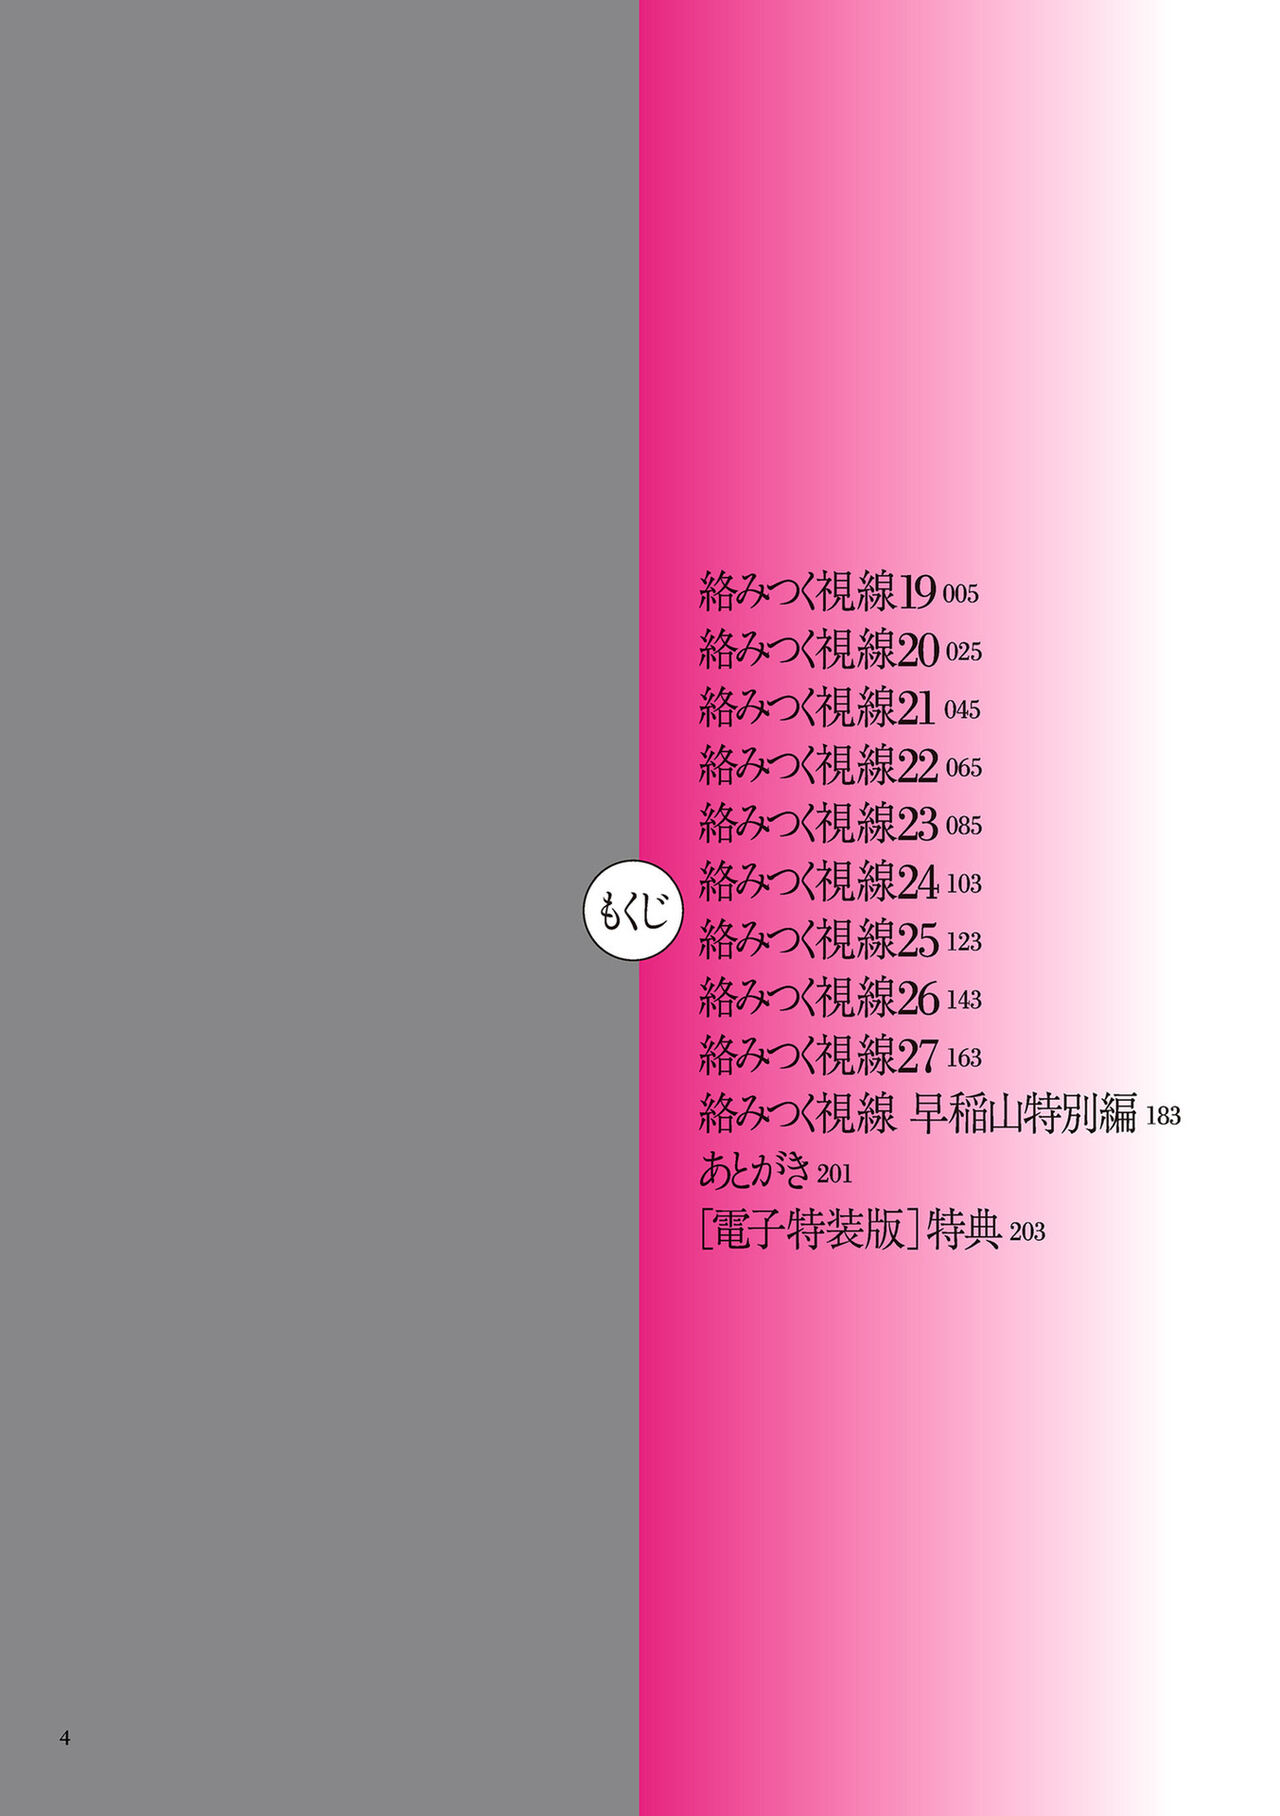 もくじ
絡みつく視線19 005
絡みつく視線20 025
絡みつく視線21 045
絡みつく視線22 065
絡みつく視線23 085
絡みつく視線24 103
絡みつく視線25 123
絡みつく視線26 143
絡みつく視線27 163
絡みつく視線 早稲山特別編 183
あとがき 201
［電子特装版］特典 203
4